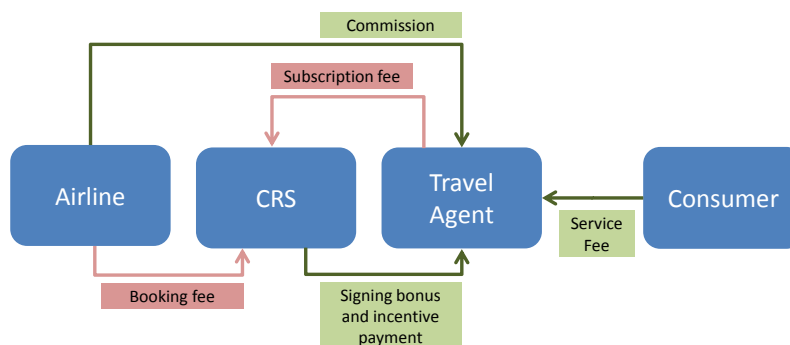 Commission
Subscription fee
Airline
CRS
Travel
Agent
Consumer
Service
Fee
Booking fee
Signing bonus
and incentive
payment